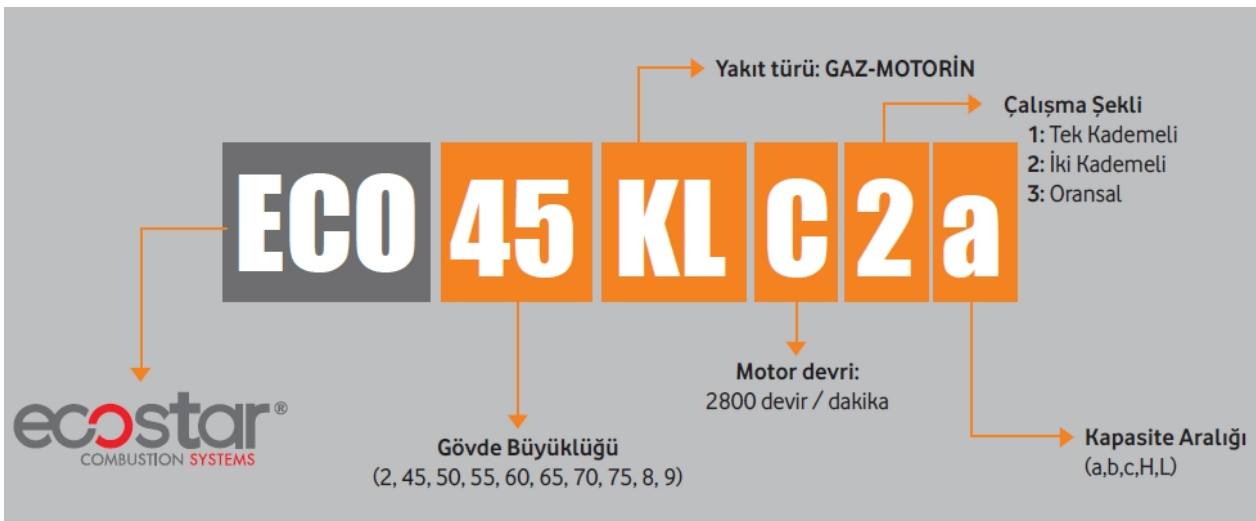 Yakıt türü: GAZ-MOTORİN
Çalışma Şekli
1: Tek Kademeli
2: İki Kademeli
3: Oransal
ECO 45 KL C 2 a
Motor devri:
2800 devir / dakika
ecostar®
COMBUSTION SYSTEMS
Gövde Büyüklüğü
(2, 45, 50, 55, 60, 65, 70, 75, 8, 9)
Kapasite Aralığı
(a,b,c,H,L)